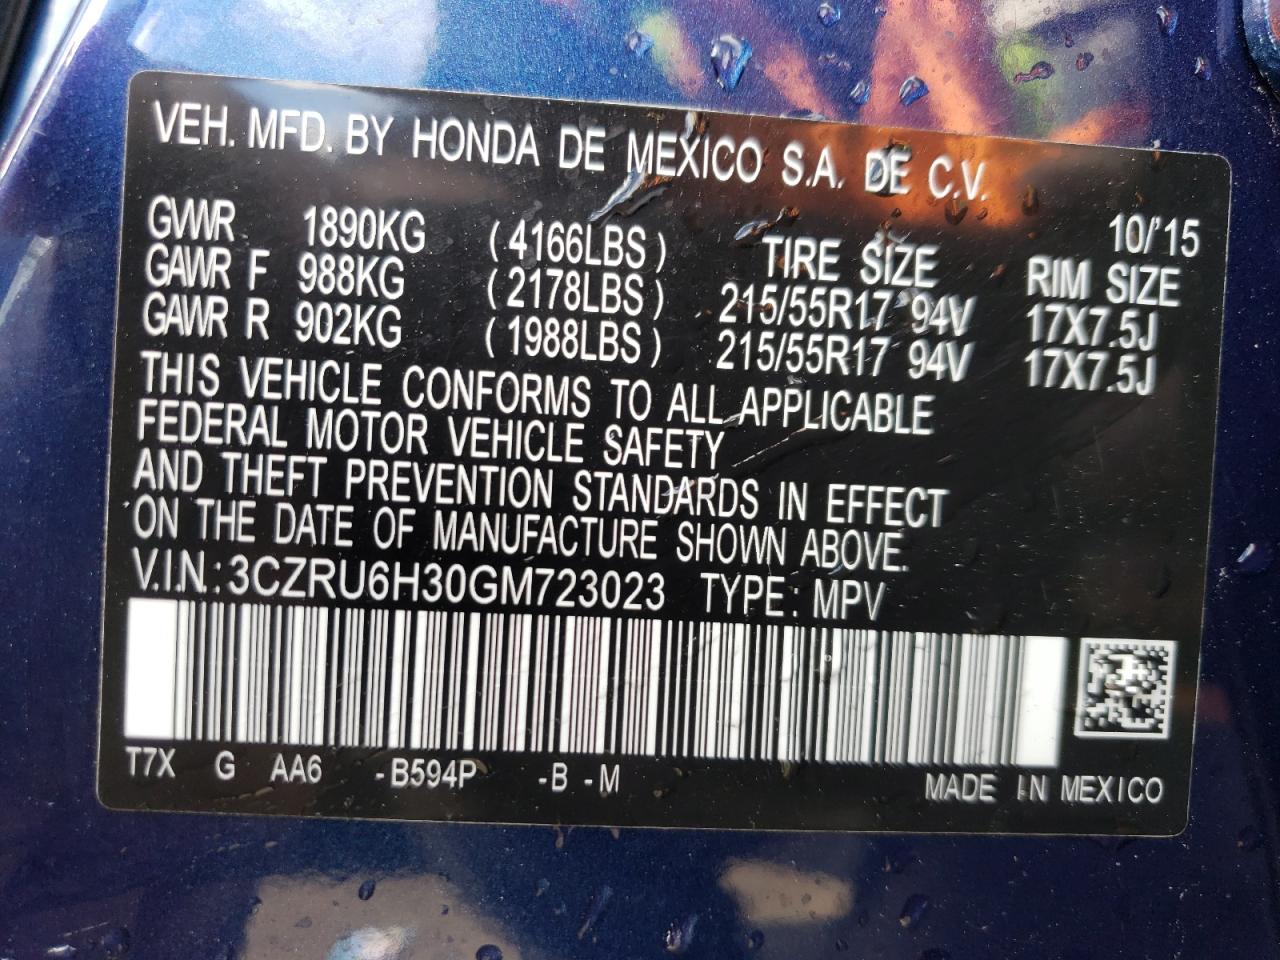 VEH. MFD. BY HONDA DE MEXICO S.A. DE C.V.
10/'15
GVWR 1890KG (4166LBS) TIRE SIZE RIM SIZE
GAWR F 988KG (2178LBS) 215/55R17 94V 17X7.5J
GAWR R 902KG (1988LBS) 215/55R17 94V 17X7.5J
THIS VEHICLE CONFORMS TO ALL APPLICABLE
FEDERAL MOTOR VEHICLE SAFETY
AND THEFT PREVENTION STANDARDS IN EFFECT
ON THE DATE OF MANUFACTURE SHOWN ABOVE.
V.I.N.: 3CZRU6H30GM723023 TYPE: MPV
T7X G AA6 -B594P -B -M MADE IN MEXICO